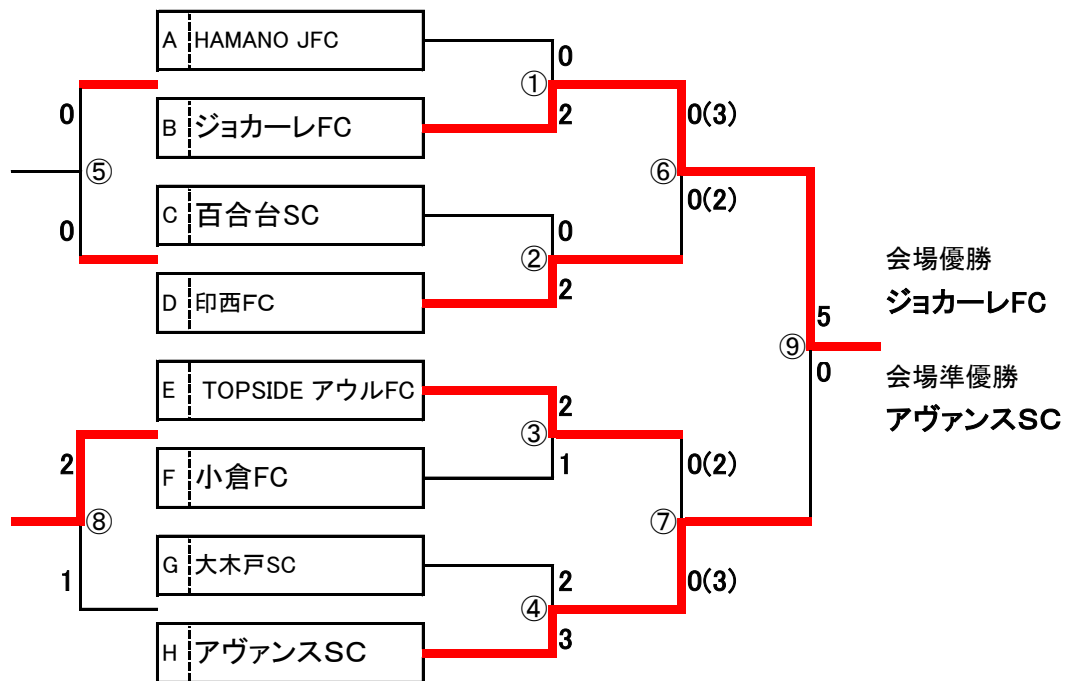 A HAMANO JFC
0
①
0
2
0(3)
B ジョカーレFC
⑤
⑥
C 百合台SC
0(2)
0
0
②
会場優勝
2
D 印西FC
ジョカーレFC
5
⑨
0
会場準優勝
E TOPSIDE アウルFC
2
アヴァンスSC
③
2
1
0(2)
F 小倉FC
⑧
⑦
G 大木戸SC
1
2
0(3)
④
3
H アヴァンスSC